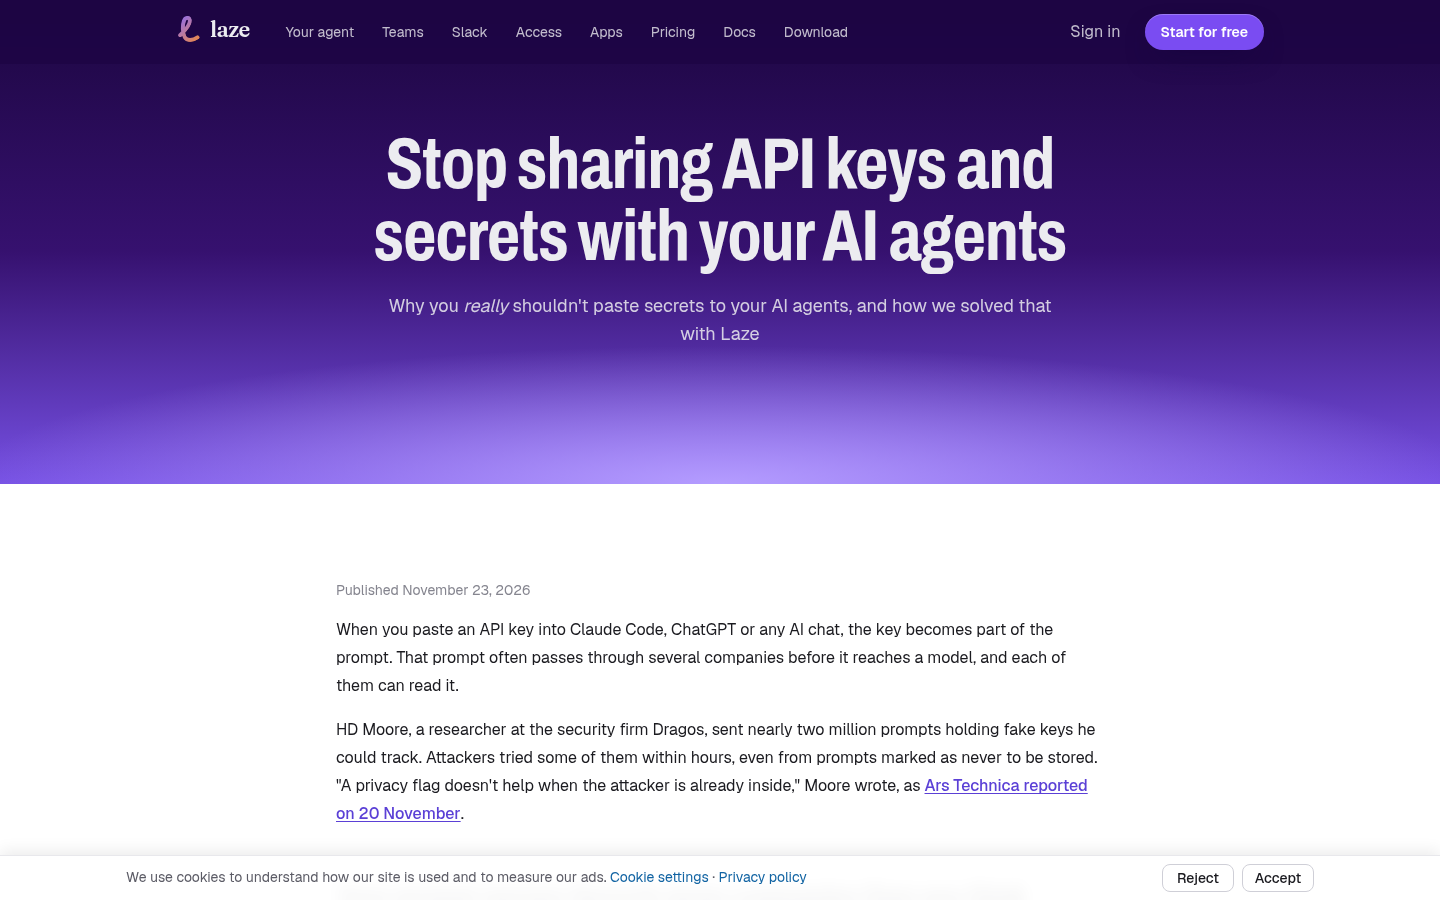 laze
Your agent
Teams
Slack
Access
Apps
Pricing
Docs
Download
Sign in
Start for free
Stop sharing API keys and
secrets with your AI agents
Why you really shouldn't paste secrets to your AI agents, and how we solved that
with Laze
Published November 23, 2026
When you paste an API key into Claude Code, ChatGPT or any AI chat, the key becomes part of the
prompt. That prompt often passes through several companies before it reaches a model, and each of
them can read it.
HD Moore, a researcher at the security firm Dragos, sent nearly two million prompts holding fake keys he
could track. Attackers tried some of them within hours, even from prompts marked as never to be stored.
"A privacy flag doesn't help when the attacker is already inside," Moore wrote, as Ars Technica reported
on 20 November.
We use cookies to understand how our site is used and to measure our ads. Cookie settings · Privacy policy
Reject
Accept